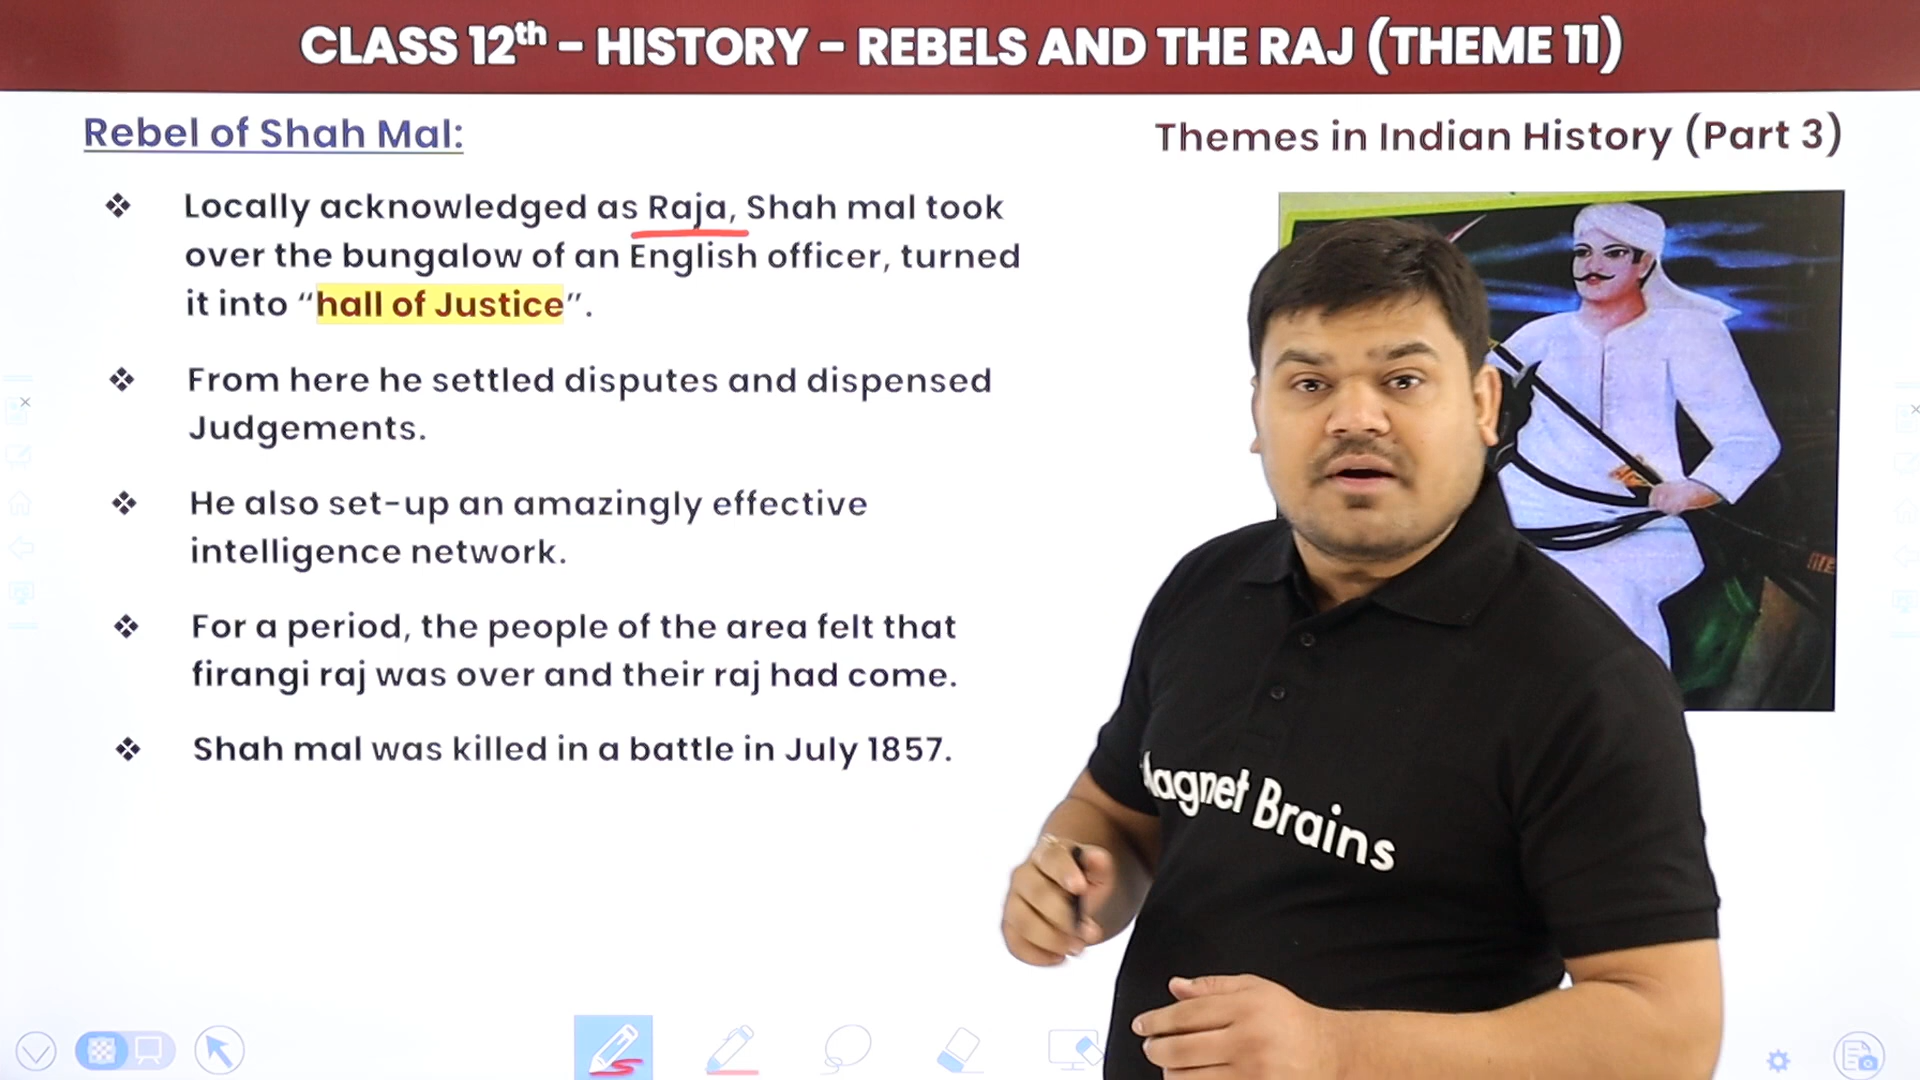 CLASS 12th – HISTORY – REBELS AND THE RAJ (THEME 11)
Rebel of Shah Mal:
Themes in Indian History (Part 3)
❖ Locally acknowledged as Raja, Shah mal took
over the bungalow of an English officer, turned
it into “hall of Justice”.
❖ From here he settled disputes and dispensed
Judgements.
❖ He also set-up an amazingly effective
intelligence network.
❖ For a period, the people of the area felt that
firangi raj was over and their raj had come.
❖ Shah mal was killed in a battle in July 1857.
Magnet Brains